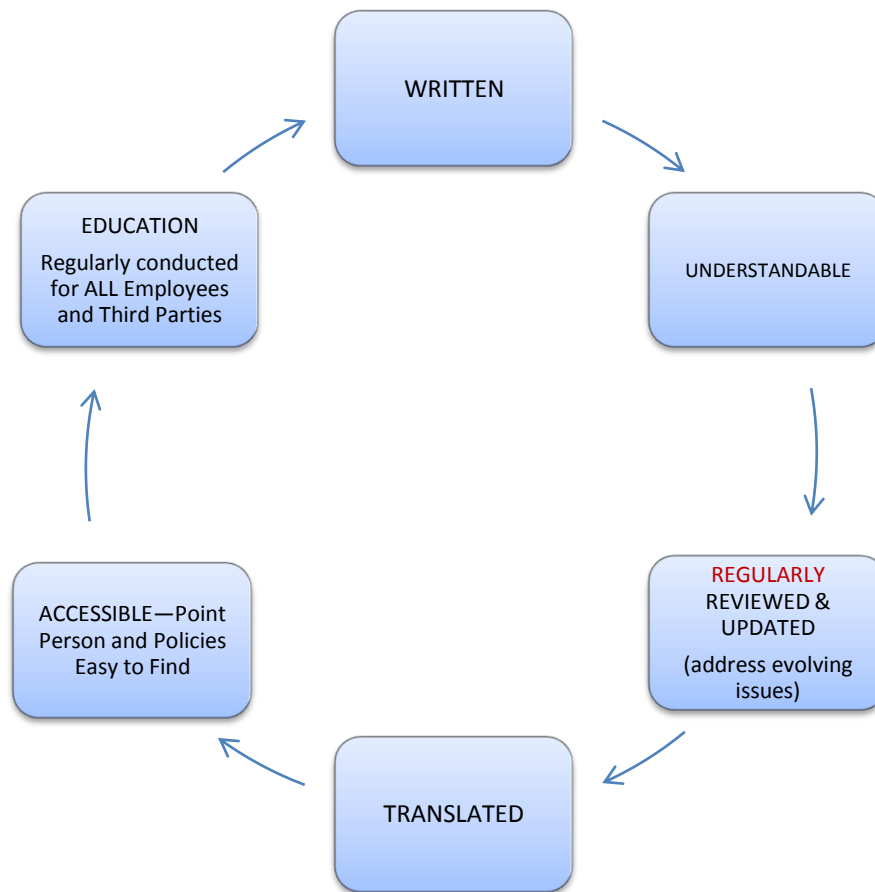 WRITTEN
UNDERSTANDABLE
REGULARLY
REVIEWED &
UPDATED
(address evolving
issues)
TRANSLATED
ACCESSIBLE—Point
Person and Policies
Easy to Find
EDUCATION
Regularly conducted
for ALL Employees
and Third Parties